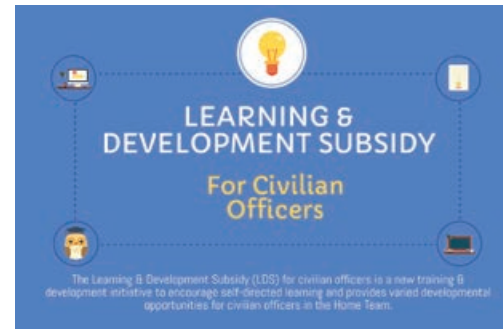 LEARNING &
DEVELOPMENT SUBSIDY
For Civilian
Officers
The Learning & Development Subsidy (LDS) for civilian officers is a new training &
development initiative to encourage self-directed learning and provides varied developmental
opportunities for civilian officers in the Home Team.